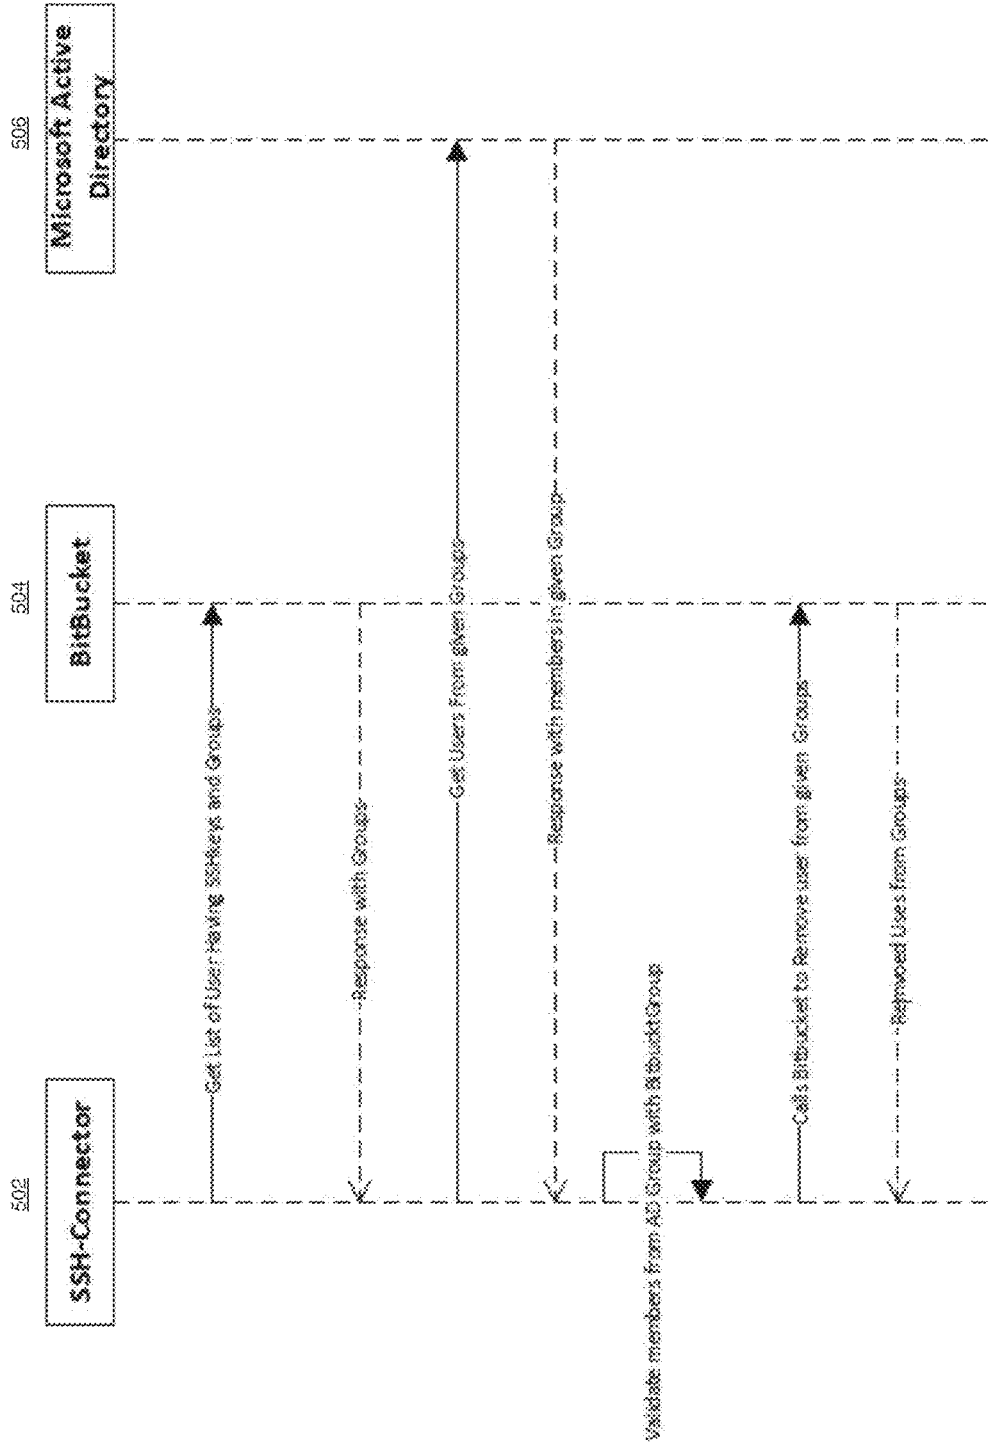 502
504
506
SSH-Connector
BitBucket
Microsoft Active
Directory
Get List of User Having SSHkeys and Groups
Response with Groups
Get Users From given Groups
Response with members in given Group
Validate members from AD Group with BitbucktGroup
Calls Bitbucket to Remove user from given Groups
Removed Uses from Groups